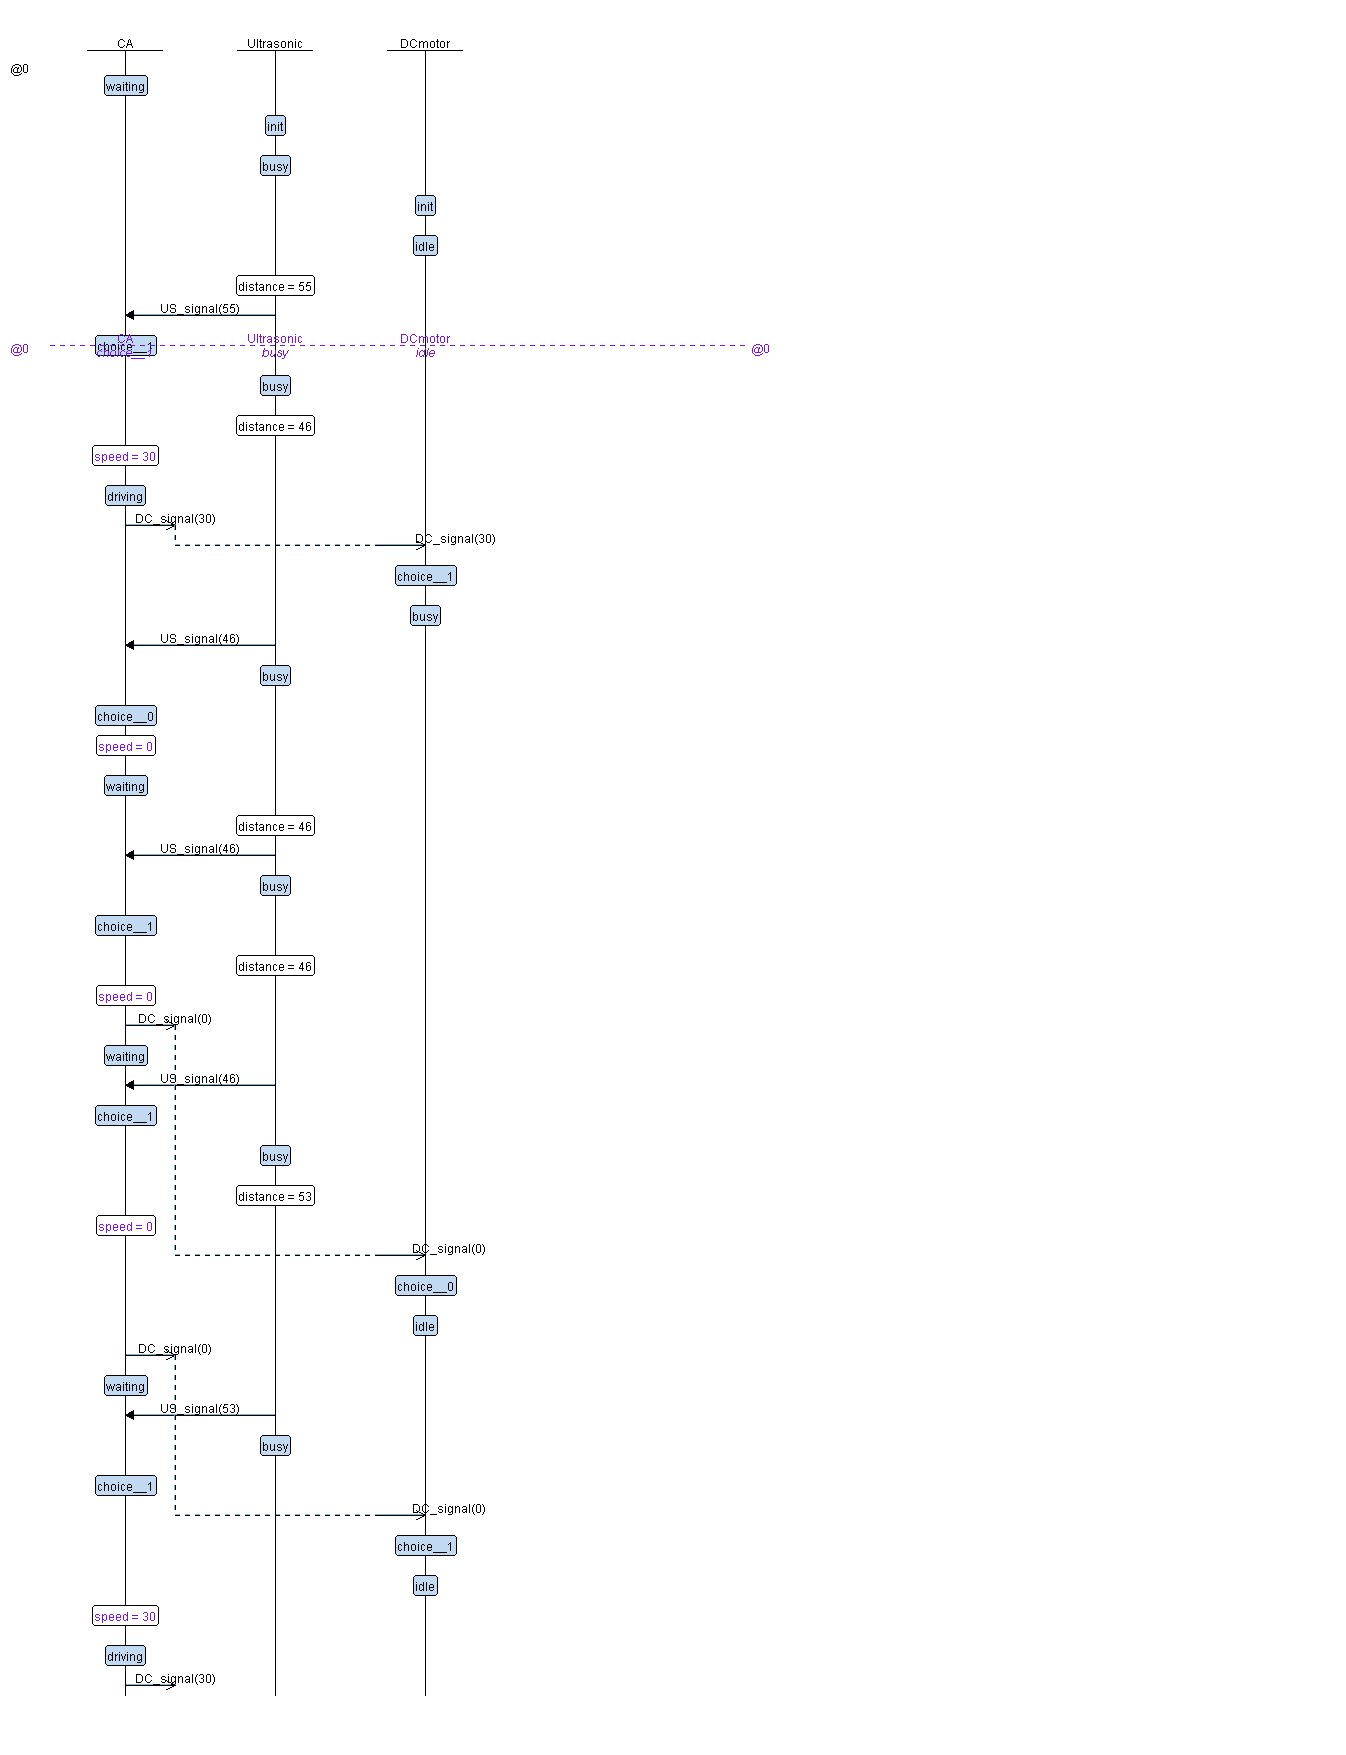 CA Ultrasonic DCmotor
@0
waiting
init
busy
init
idle
distance = 55
US_signal(55)
CA Ultrasonic DCmotor
choice__1
@0 choice__1 busy idle @0
busy
distance = 46
speed = 30
driving
DC_signal(30)
DC_signal(30)
choice__1
busy
US_signal(46)
busy
choice__0
speed = 0
waiting
distance = 46
US_signal(46)
busy
choice__1
distance = 46
speed = 0
DC_signal(0)
waiting
US_signal(46)
choice__1
busy
distance = 53
speed = 0
DC_signal(0)
choice__0
idle
DC_signal(0)
waiting
US_signal(53)
busy
choice__1
DC_signal(0)
choice__1
idle
speed = 30
driving
DC_signal(30)